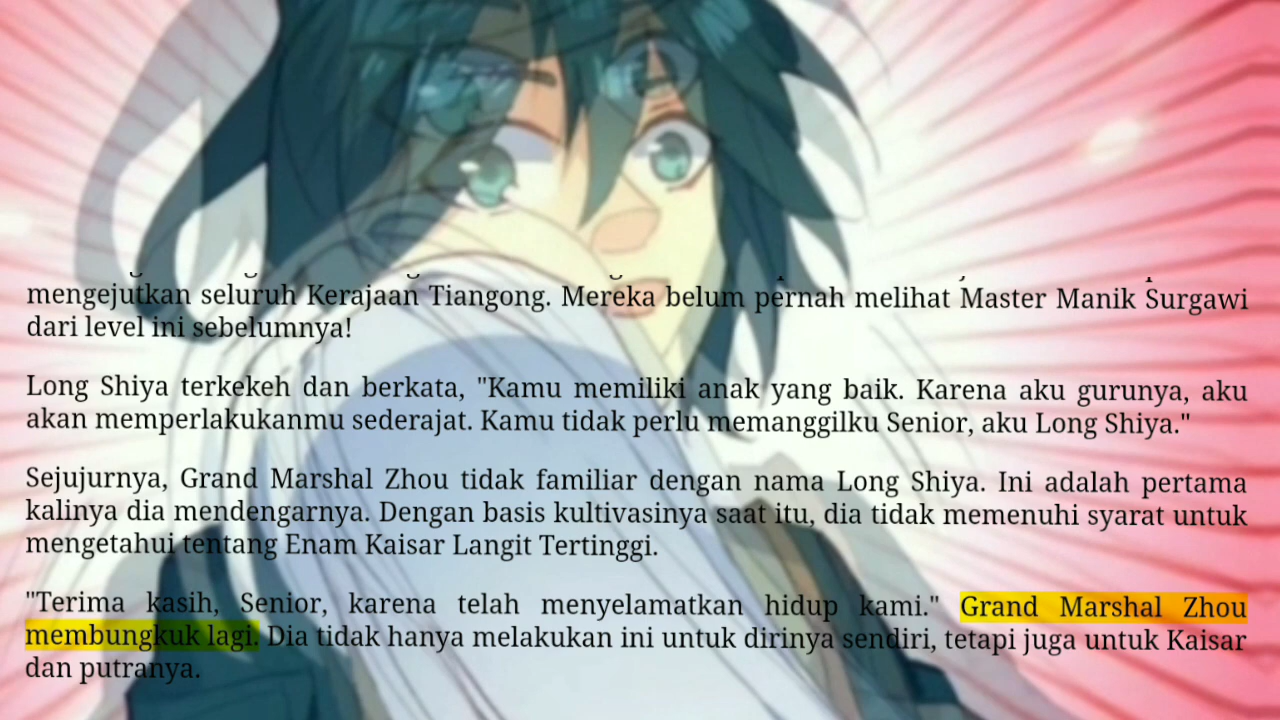 mengejutkan seluruh Kerajaan Tiangong. Mereka belum pernah melihat Master Manik Surgawi
dari level ini sebelumnya!
Long Shiya terkekeh dan berkata, "Kamu memiliki anak yang baik. Karena aku gurunya, aku
akan memperlakukanmu sederajat. Kamu tidak perlu memanggilku Senior, aku Long Shiya."
Sejujurnya, Grand Marshal Zhou tidak familiar dengan nama Long Shiya. Ini adalah pertama
kalinya dia mendengarnya. Dengan basis kultivasinya saat itu, dia tidak memenuhi syarat untuk
mengetahui tentang Enam Kaisar Langit Tertinggi.
"Terima kasih, Senior, karena telah menyelamatkan hidup kami." Grand Marshal Zhou
membungkuk lagi. Dia tidak hanya melakukan ini untuk dirinya sendiri, tetapi juga untuk Kaisar
dan putranya.